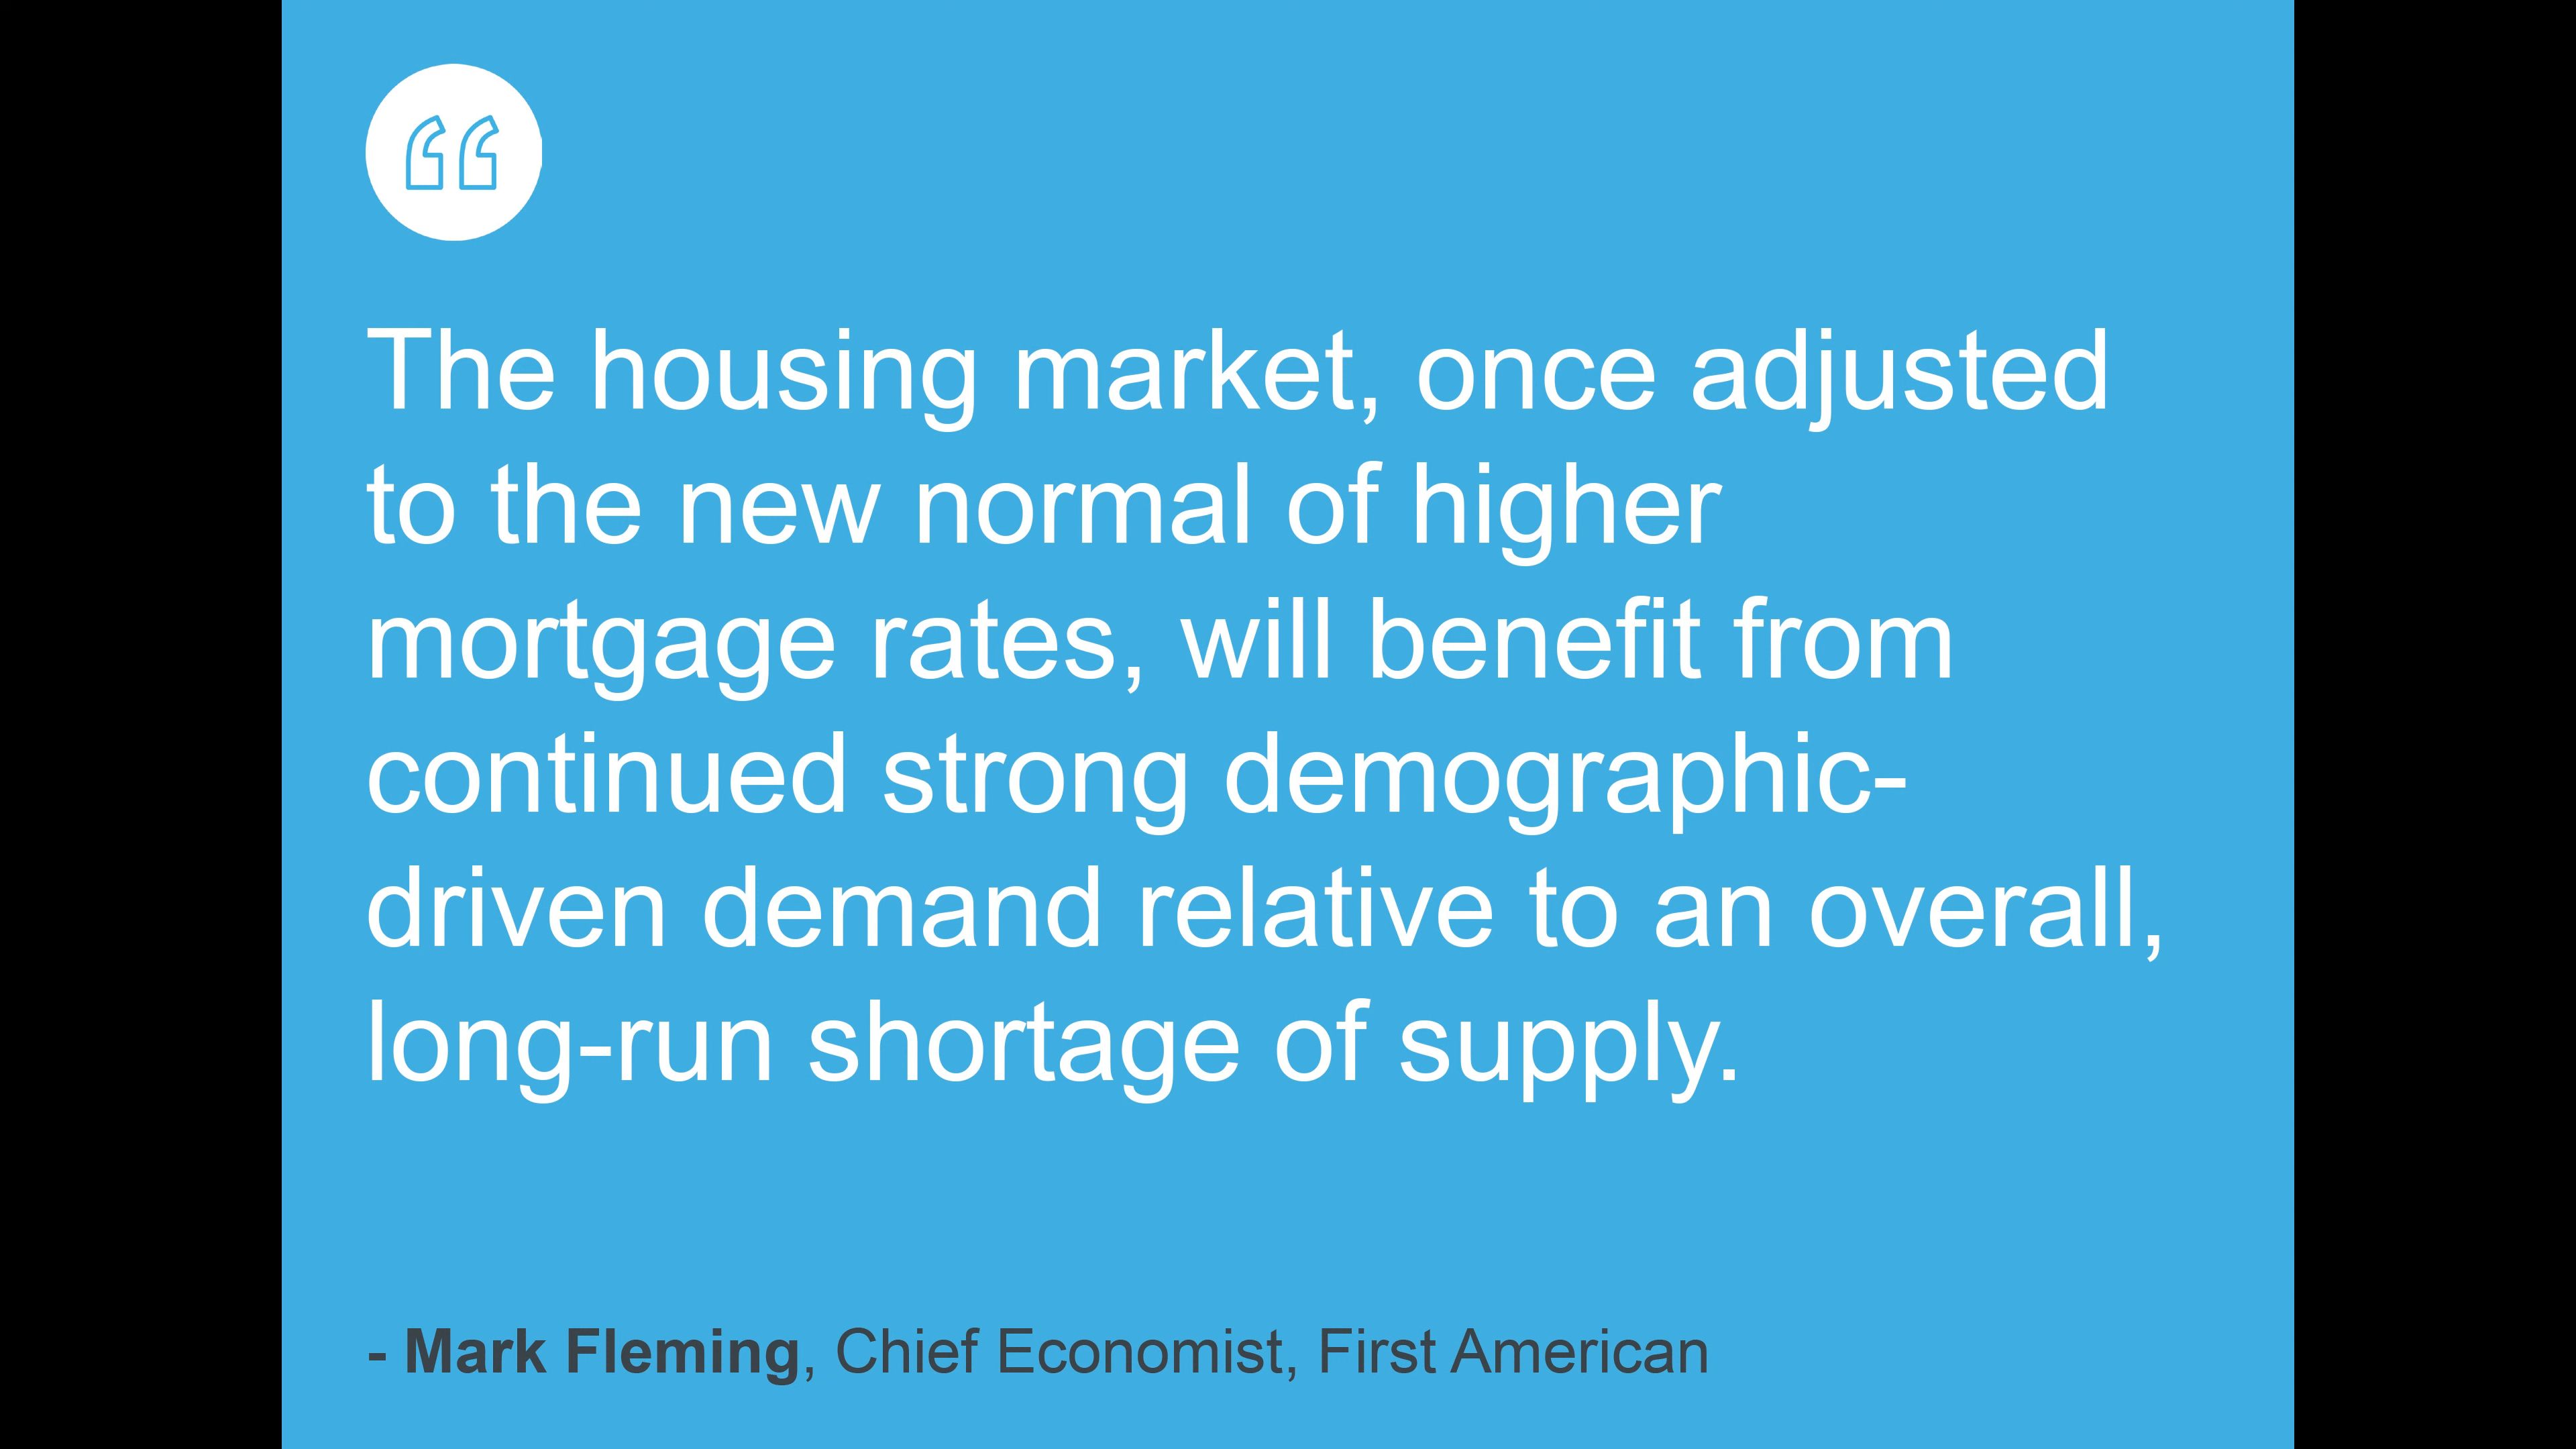 “
The housing market, once adjusted
to the new normal of higher
mortgage rates, will benefit from
continued strong demographic-
driven demand relative to an overall,
long-run shortage of supply.
- Mark Fleming, Chief Economist, First American